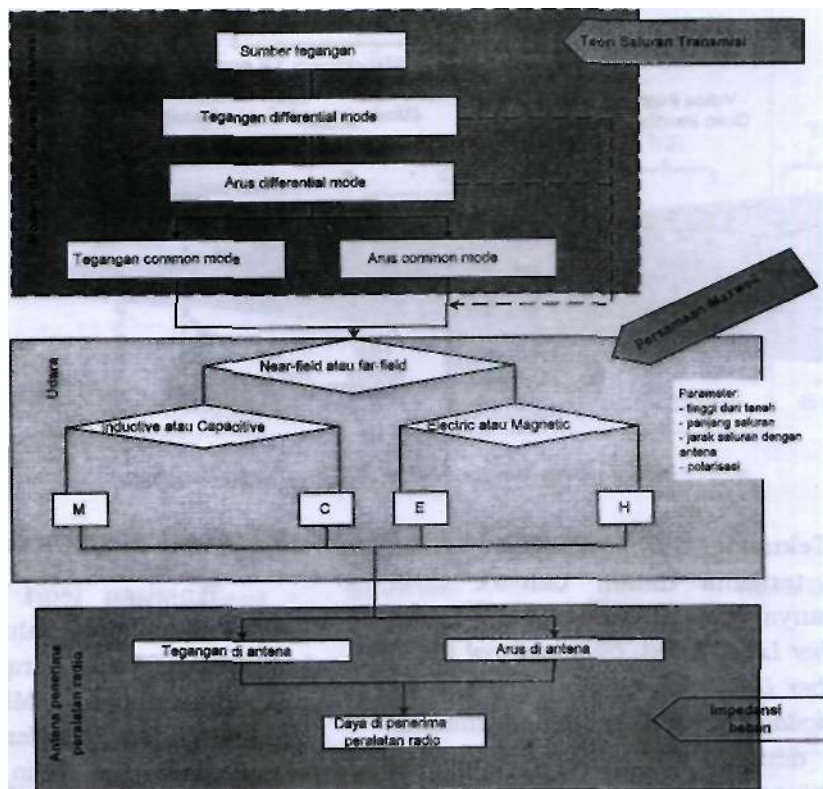 Sumber tegangan
Teori Saluran Transmisi
Tegangan differential mode
Arus differential mode
Tegangan common mode
Arus common mode
Persamaan Maxwell
Udara
Near-field atau far-field
Inductive atau Capacitive
Electric atau Magnetic
Parameter:
- tinggi dari tanah
- panjang saluran
- jarak saluran dengan
antena
- polarisasi
M
C
E
H
Antena penerima
peralatan radio
Tegangan di antena
Arus di antena
Daya di penerima
peralatan radio
Impedansi
beban